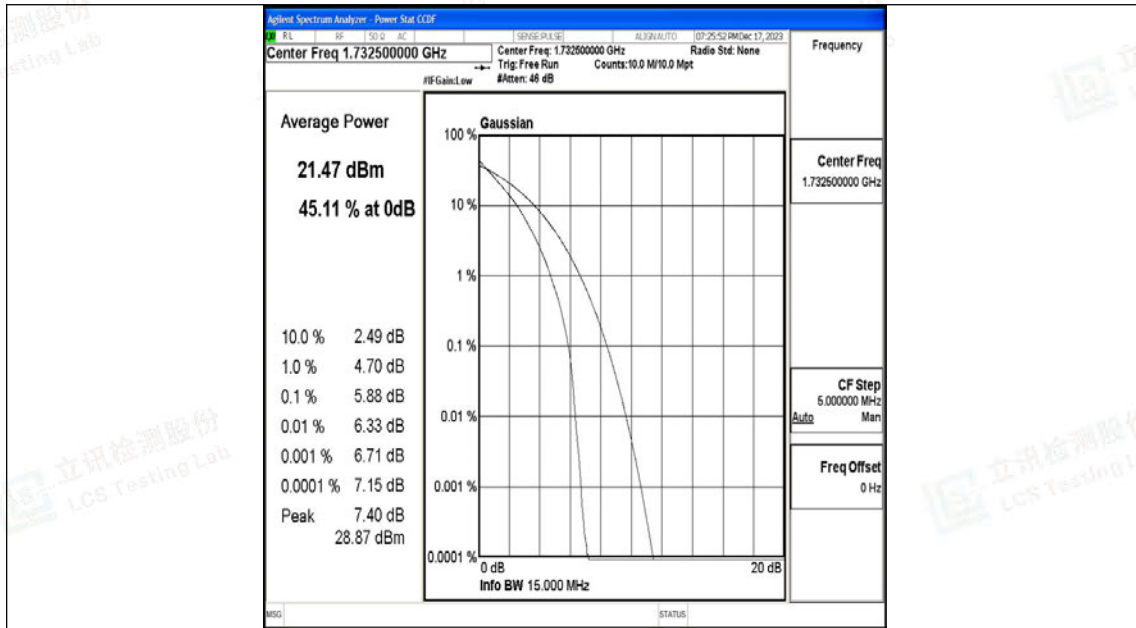 Agilent Spectrum Analyzer - Power Stat CCDF
RL RF 50 Ω AC SENSE:PULSE ALIGNAUTO 07:25:52 PM Dec 17, 2023
Center Freq 1.732500000 GHz
Center Freq: 1.732500000 GHz Radio Std: None
Trig: Free Run Counts:10.0 M/10.0 Mpt
#IFGain:Low #Atten: 46 dB
Frequency
Average Power
21.47 dBm
45.11 % at 0dB
10.0 % 2.49 dB
1.0 % 4.70 dB
0.1 % 5.88 dB
0.01 % 6.33 dB
0.001 % 6.71 dB
0.0001 % 7.15 dB
Peak 7.40 dB
28.87 dBm
Gaussian
100 %
10 %
1 %
0.1 %
0.01 %
0.001 %
0.0001 %
0 dB 20 dB
Info BW 15.000 MHz
Center Freq
1.732500000 GHz
CF Step
5.000000 MHz
Auto Man
Freq Offset
0 Hz
MSG STATUS
立讯检测股份
LCS Testing Lab